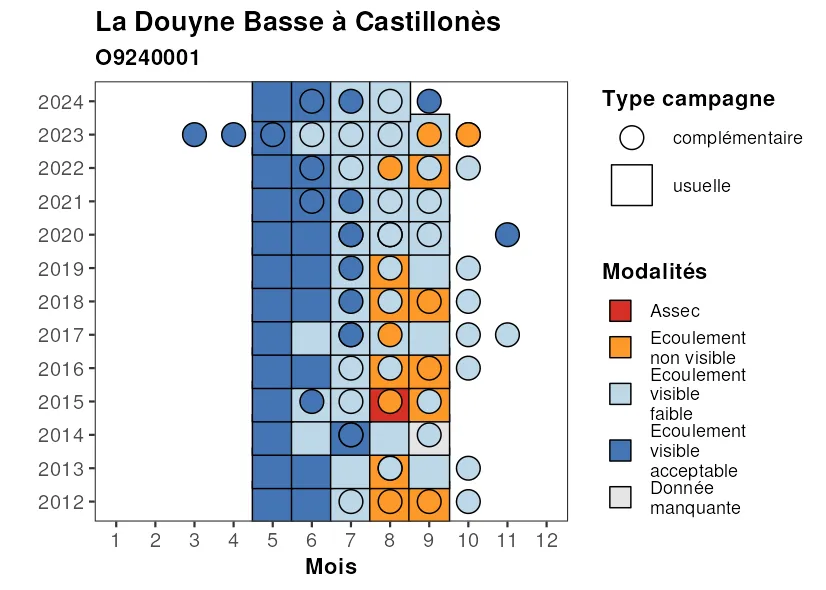 La Douyne Basse à Castillonès
O9240001
2024
2023
2022
2021
2020
2019
2018
2017
2016
2015
2014
2013
2012
1 2 3 4 5 6 7 8 9 10 11 12
Mois
Type campagne
complémentaire
usuelle
Modalités
Assec
Ecoulement
non visible
Ecoulement
visible
faible
Ecoulement
visible
acceptable
Donnée
manquante